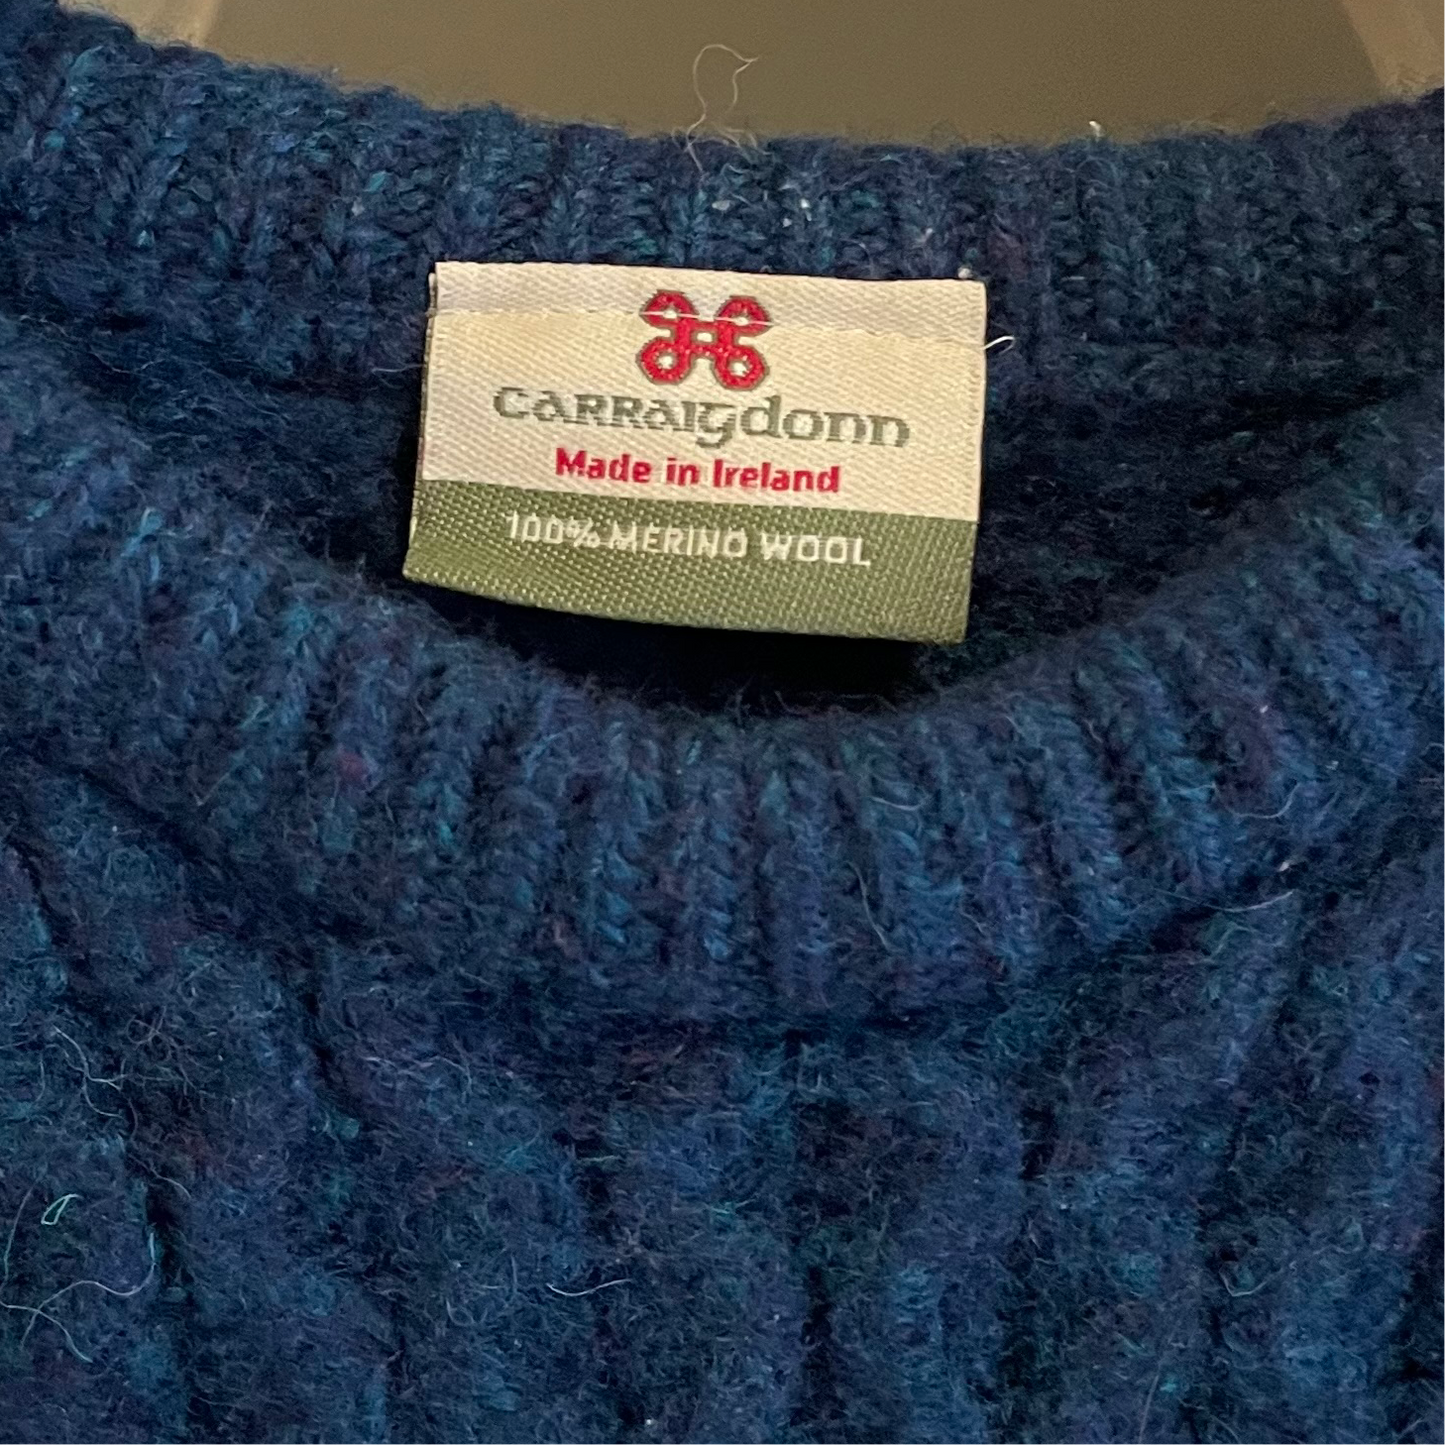 CARRAIGDONN
Made in Ireland
100% MERINO WOOL